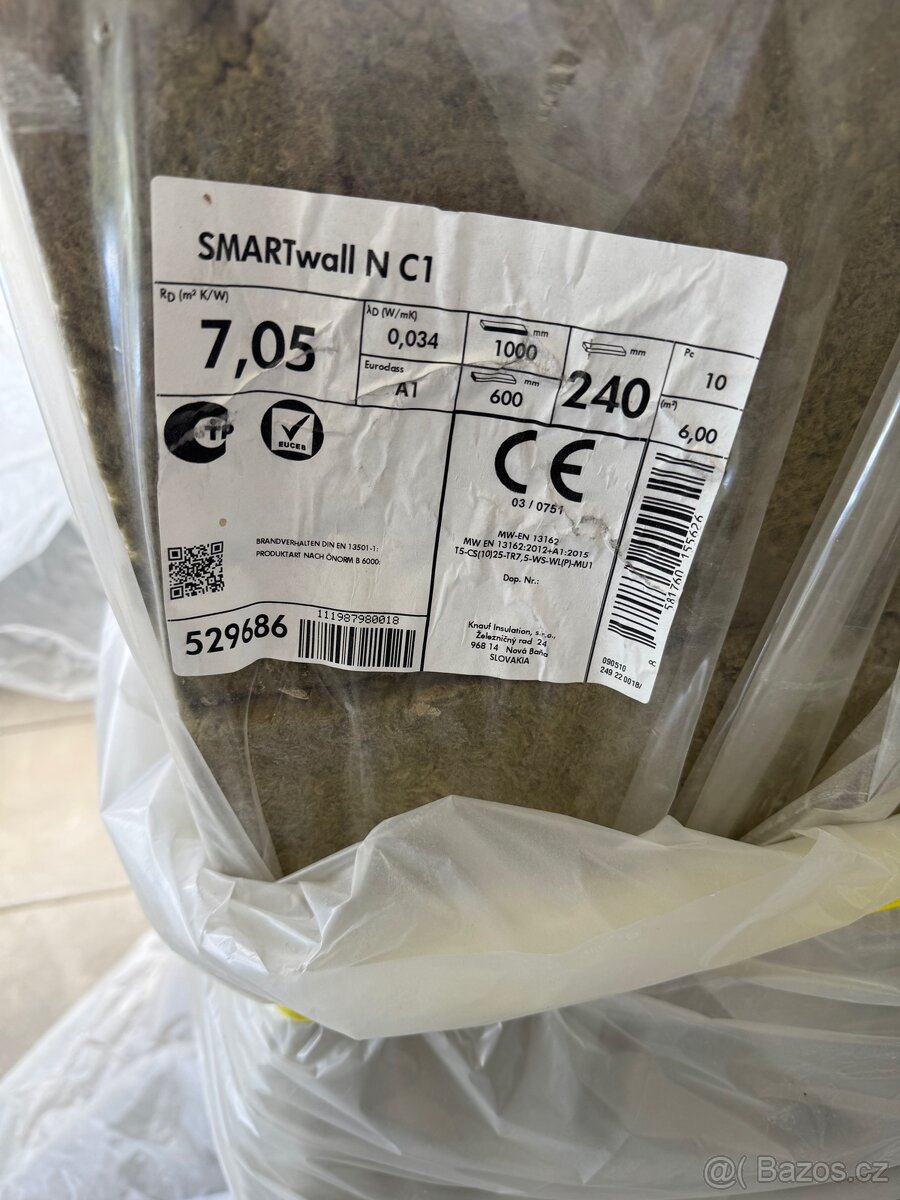 SMARTwall N C1
RD (m² K/W)
7,05
λD (W/mK)
0,034
Euroclass
A1
mm
1000
mm
600
mm
240
Pc
10
(m²)
6,00
EUCEB
CE
03 / 0751
BRANDVERHALTEN DIN EN 13501-1:
PRODUKTART NACH ÖNORM B 6000:
MW-EN 13162
MW EN 13162:2012+A1:2015
T5-CS(10)25-TR7,5-WS-WL(P)-MU1
Dop. Nr.:
529686
111987980018
Knauf Insulation, s.r.o.,
Železničný rad 24
968 14 Nová Baňa
SLOVAKIA
581760 155626
090510
249 22 0018/
R
@( Bazos.cz